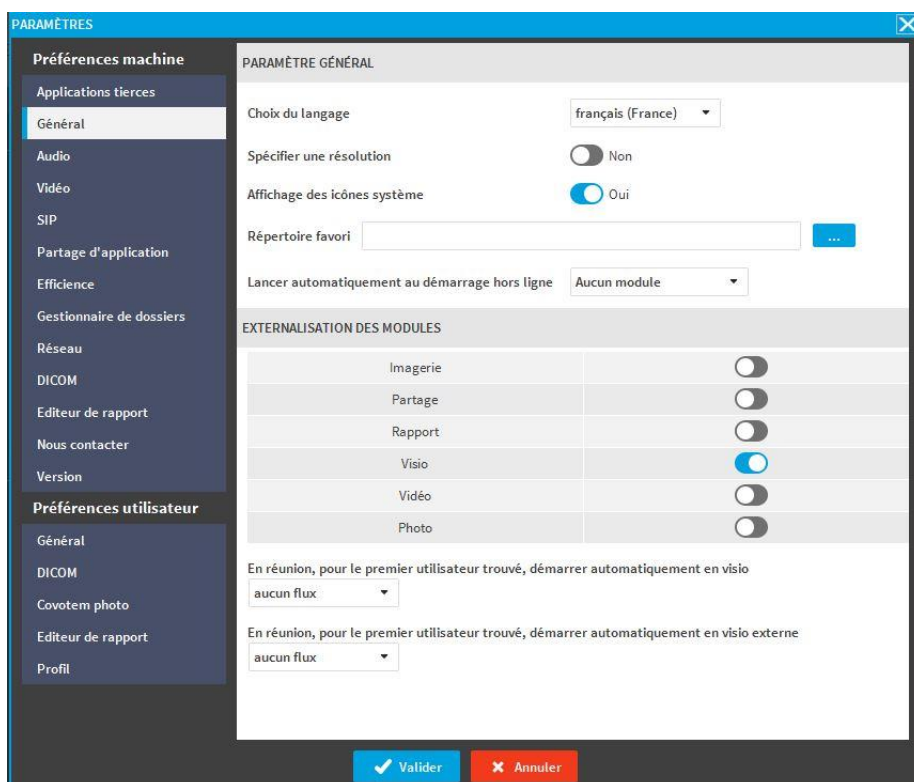 PARAMÈTRES
Préférences machine
Applications tierces
Général
Audio
Vidéo
SIP
Partage d'application
Efficience
Gestionnaire de dossiers
Réseau
DICOM
Editeur de rapport
Nous contacter
Version
Préférences utilisateur
Général
DICOM
Covotem photo
Editeur de rapport
Profil
PARAMÈTRE GÉNÉRAL
Choix du langage français (France)
Spécifier une résolution Non
Affichage des icônes système Oui
Répertoire favori ...
Lancer automatiquement au démarrage hors ligne Aucun module
EXTERNALISATION DES MODULES
Imagerie
Partage
Rapport
Visio
Vidéo
Photo
En réunion, pour le premier utilisateur trouvé, démarrer automatiquement en visio
aucun flux
En réunion, pour le premier utilisateur trouvé, démarrer automatiquement en visio externe
aucun flux
Valider Annuler